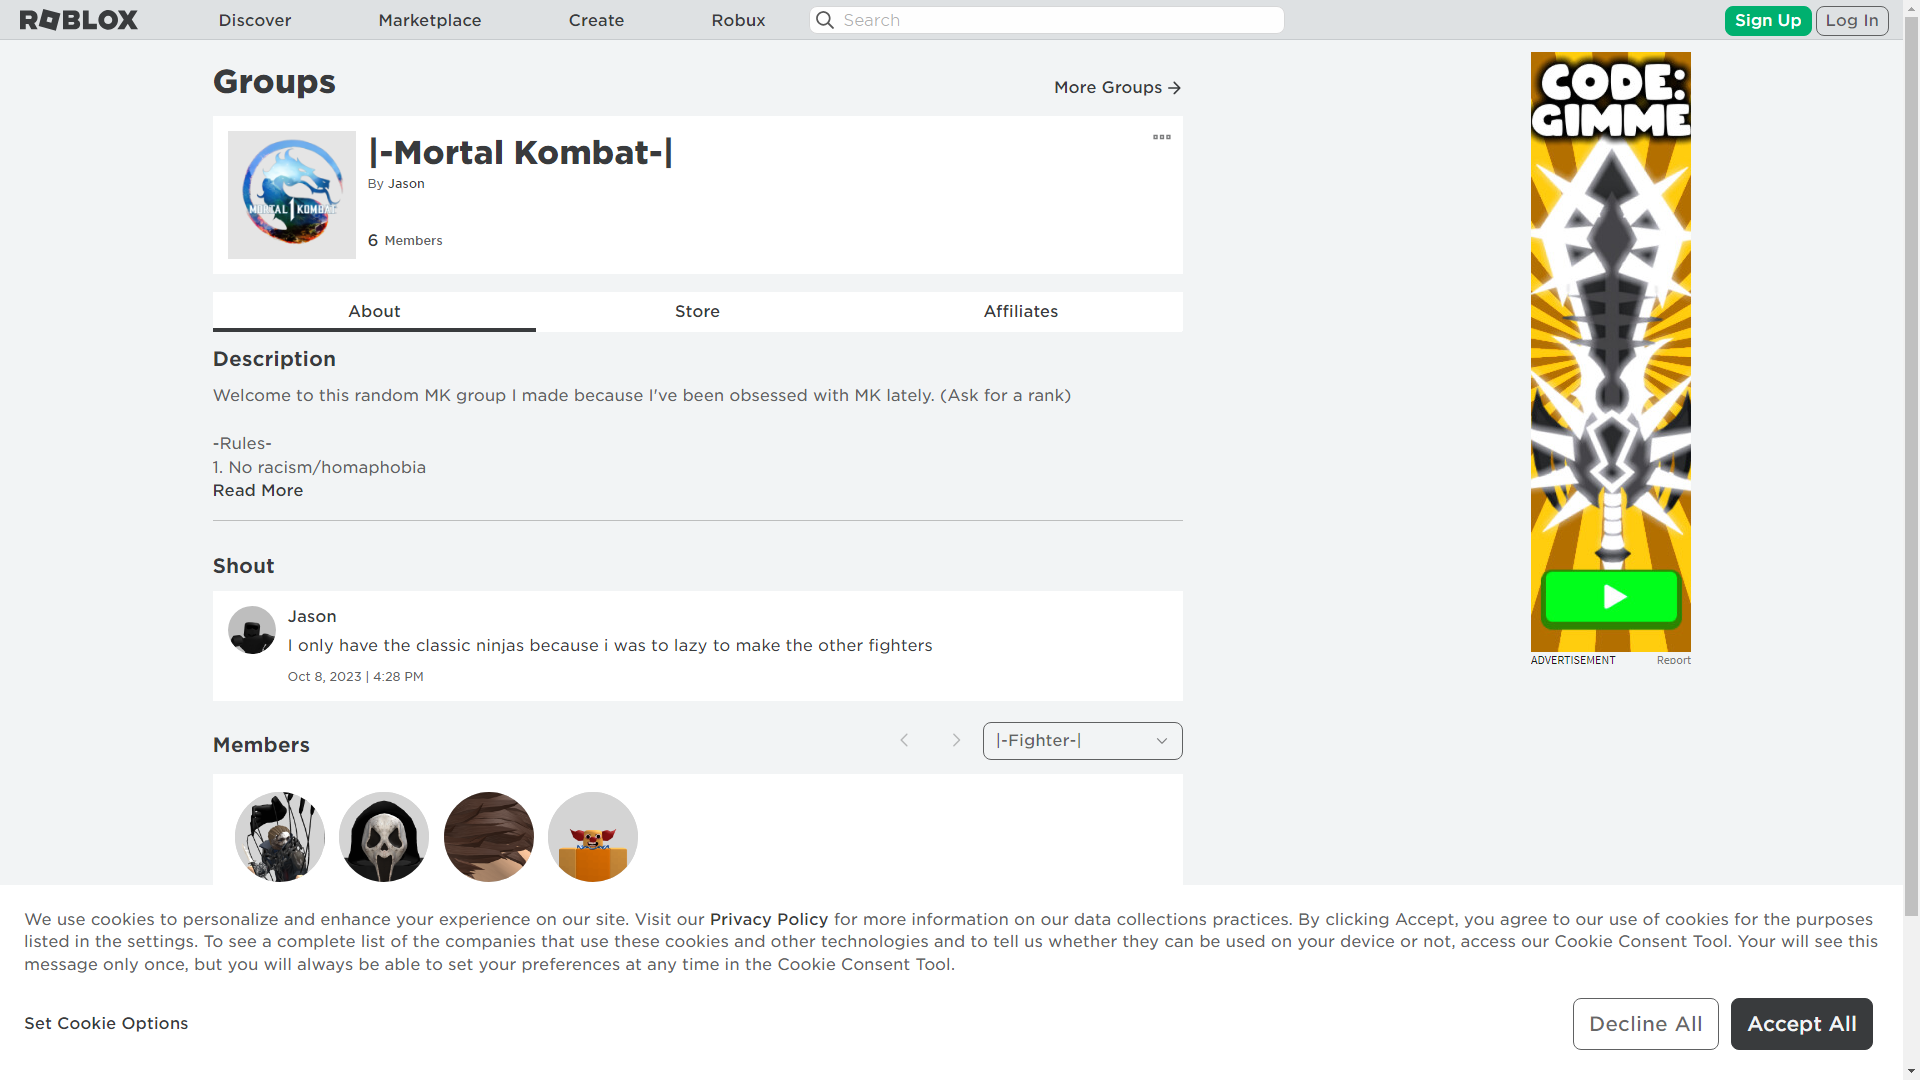 ROBLOX
Discover
Marketplace
Create
Robux
Search
Sign Up
Log In
Groups
More Groups
MORTAL 1 KOMBAT
|-Mortal Kombat-|
By Jason
6 Members
About
Store
Affiliates
Description
Welcome to this random MK group I made because I've been obsessed with MK lately. (Ask for a rank)
-Rules-
1. No racism/homaphobia
Read More
Shout
Jason
I only have the classic ninjas because i was to lazy to make the other fighters
Oct 8, 2023 | 4:28 PM
Members
|-Fighter-|
CODE:
GIMME
ADVERTISEMENT
Report
We use cookies to personalize and enhance your experience on our site. Visit our Privacy Policy for more information on our data collections practices. By clicking Accept, you agree to our use of cookies for the purposes
listed in the settings. To see a complete list of the companies that use these cookies and other technologies and to tell us whether they can be used on your device or not, access our Cookie Consent Tool. Your will see this
message only once, but you will always be able to set your preferences at any time in the Cookie Consent Tool.
Set Cookie Options
Decline All
Accept All